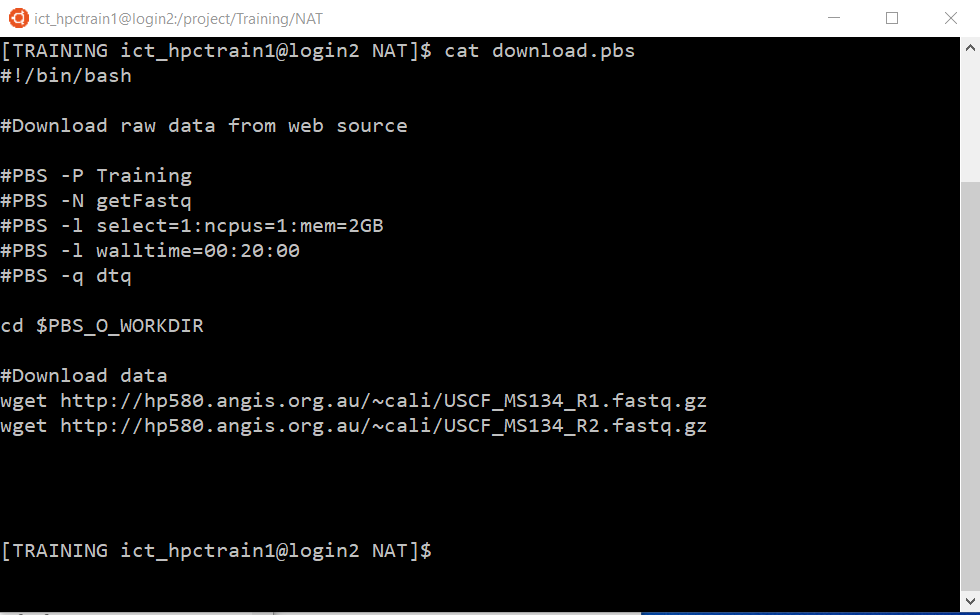 ict_hpctrain1@login2:/project/Training/NAT
[TRAINING ict_hpctrain1@login2 NAT]$ cat download.pbs
#!/bin/bash
#Download raw data from web source
#PBS -P Training
#PBS -N getFastq
#PBS -l select=1:ncpus=1:mem=2GB
#PBS -l walltime=00:20:00
#PBS -q dtq
cd $PBS_O_WORKDIR
#Download data
wget http://hp580.angis.org.au/~cali/USCF_MS134_R1.fastq.gz
wget http://hp580.angis.org.au/~cali/USCF_MS134_R2.fastq.gz
[TRAINING ict_hpctrain1@login2 NAT]$